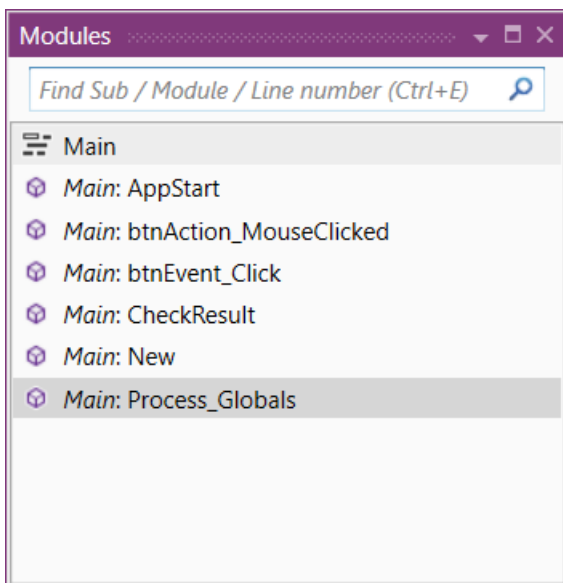 Modules
Find Sub / Module / Line number (Ctrl+E)
Main
Main: AppStart
Main: btnAction_MouseClicked
Main: btnEvent_Click
Main: CheckResult
Main: New
Main: Process_Globals